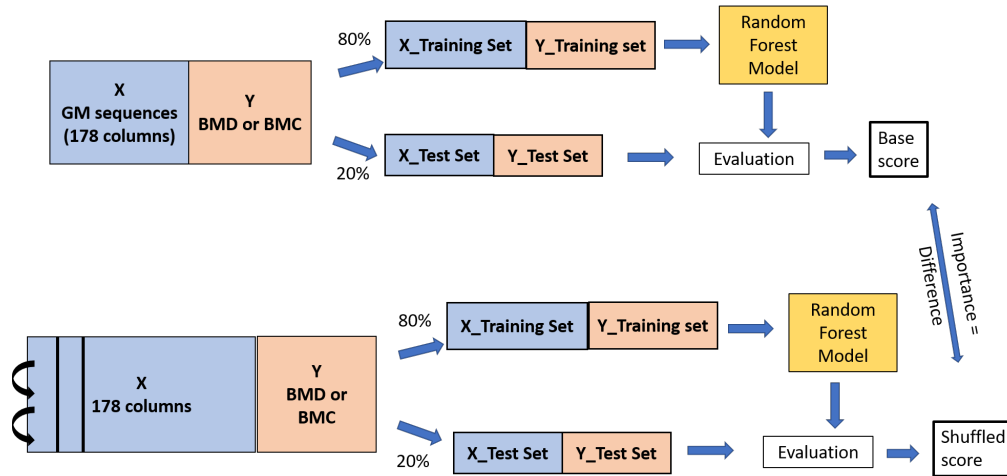 80%
X_Training Set
Y_Training set
Random
Forest
Model
X
GM sequences
(178 columns)
Y
BMD or BMC
20%
X_Test Set
Y_Test Set
Evaluation
Base
score
Importance =
Difference
80%
X_Training Set
Y_Training set
Random
Forest
Model
X
178 columns
Y
BMD or
BMC
20%
X_Test Set
Y_Test Set
Evaluation
Shuffled
score